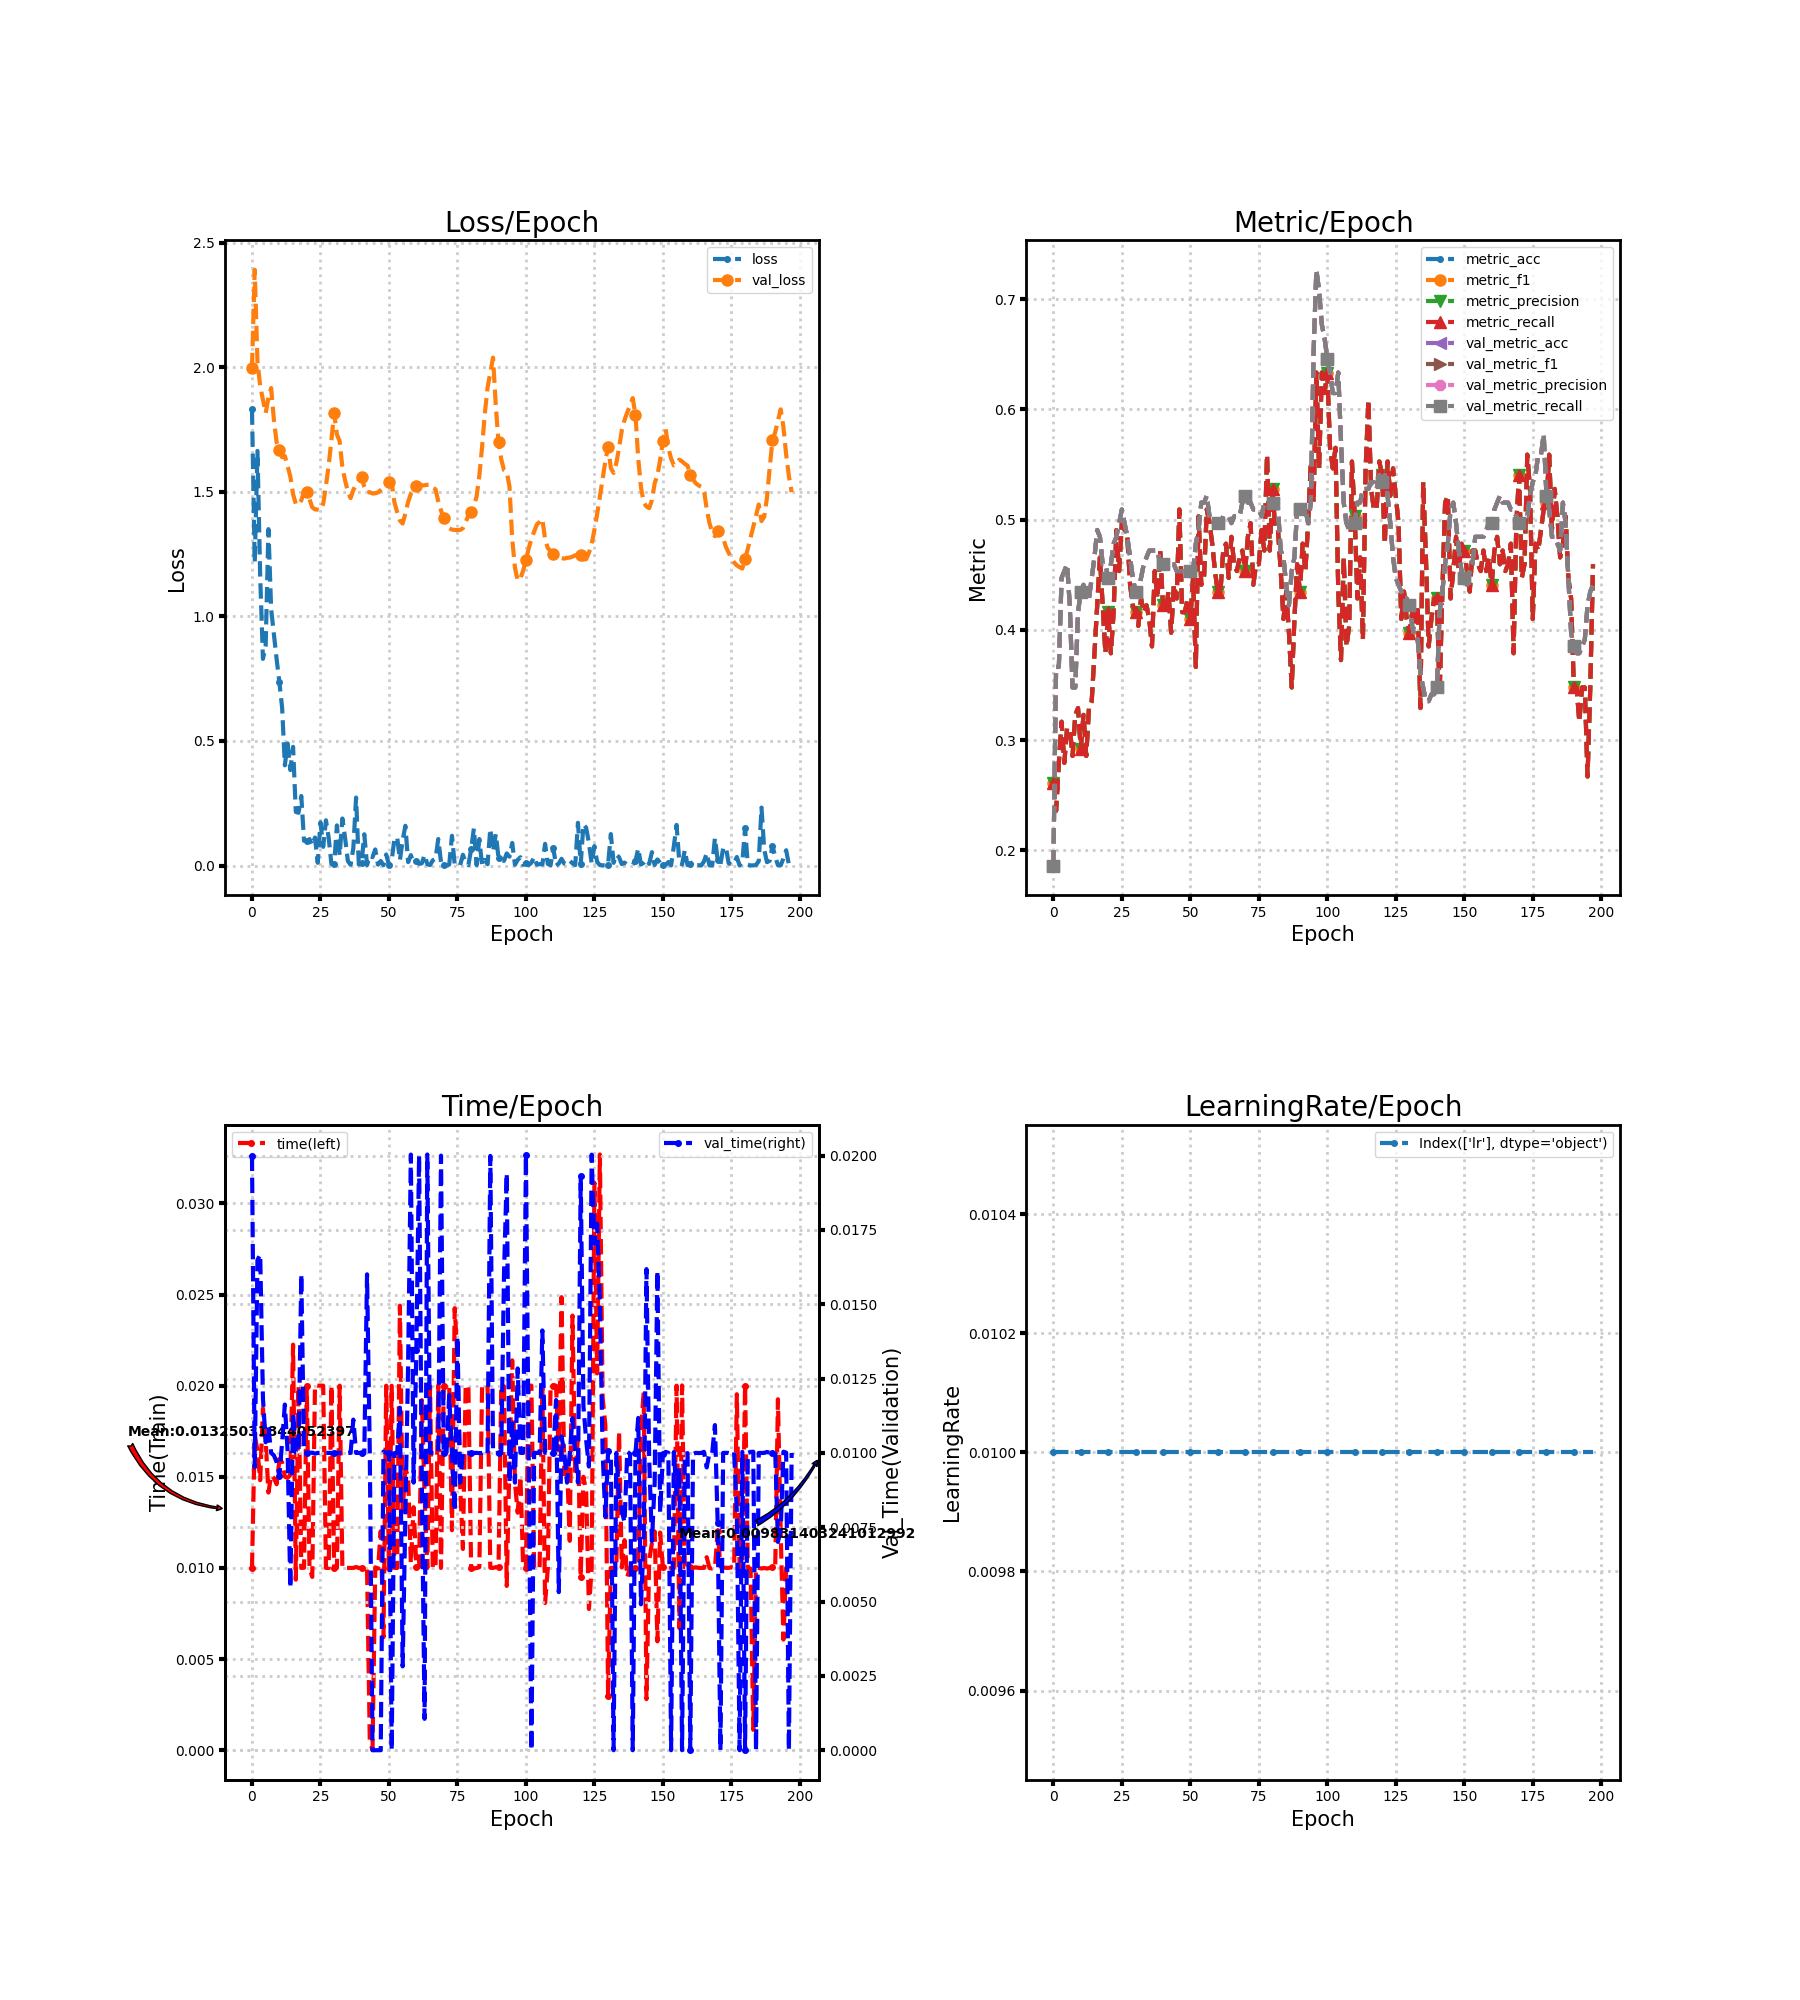 Loss/Epoch
2.5
2.0
1.5
1.0
0.5
0.0
Loss
0 25 50 75 100 125 150 175 200
Epoch
loss
val_loss
Metric/Epoch
0.7
0.6
0.5
0.4
0.3
0.2
Metric
0 25 50 75 100 125 150 175 200
Epoch
metric_acc
metric_f1
metric_precision
metric_recall
val_metric_acc
val_metric_f1
val_metric_precision
val_metric_recall
Time/Epoch
time(left)
val_time(right)
0.030
0.025
0.020
0.015
0.010
0.005
0.000
Time(Train)
0.0200
0.0175
0.0150
0.0125
0.0100
0.0075
0.0050
0.0025
0.0000
Val_Time(Validation)
Mean:0.009831403241012992
0 25 50 75 100 125 150 175 200
Epoch
LearningRate/Epoch
Index(['lr'], dtype='object')
0.0104
0.0102
0.0100
0.0098
0.0096
LearningRate
0 25 50 75 100 125 150 175 200
Epoch